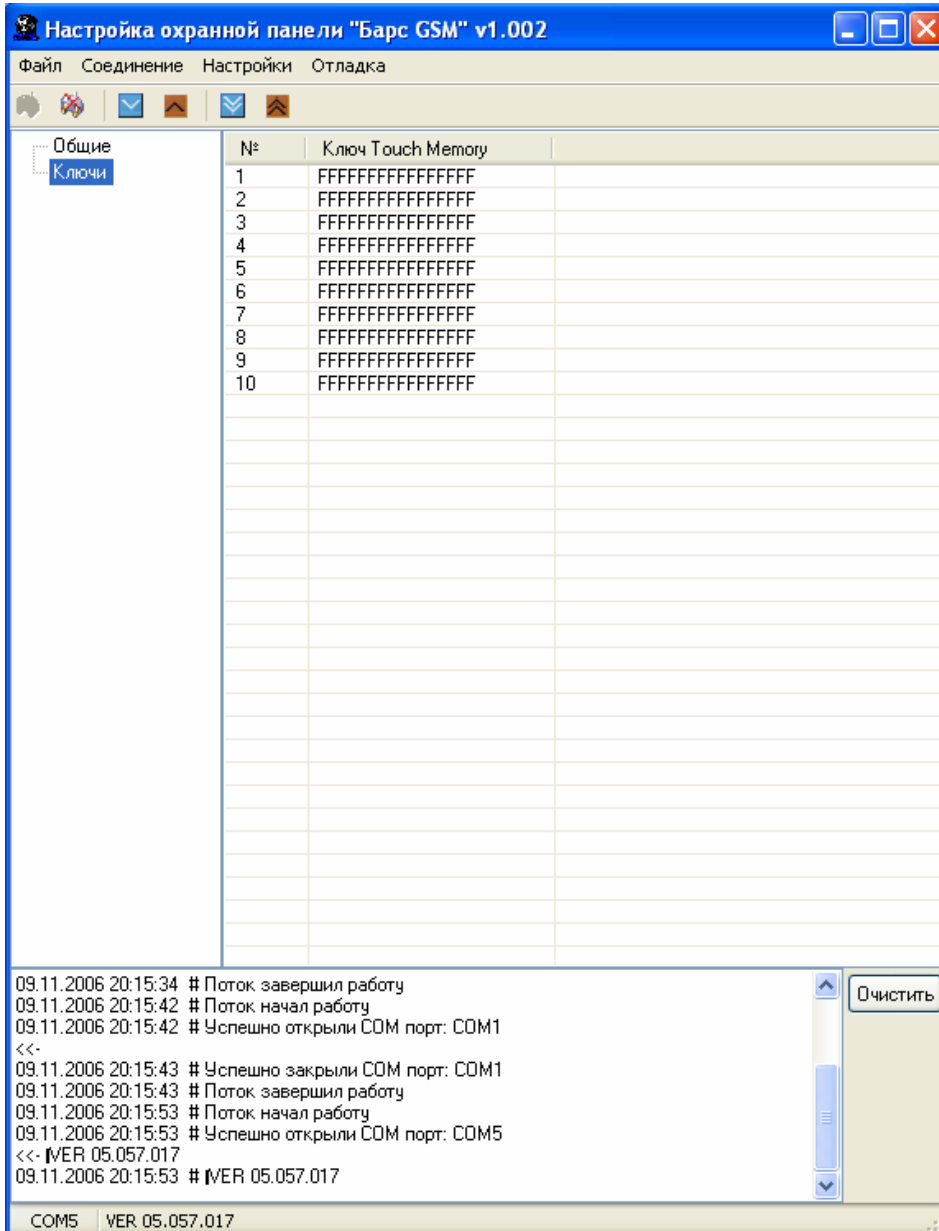 Настройка охранной панели "Барс GSM" v1.002
Файл Соединение Настройки Отладка
Общие
Ключи
№ Ключ Touch Memory
1 FFFFFFFFFFFFFFFF
2 FFFFFFFFFFFFFFFF
3 FFFFFFFFFFFFFFFF
4 FFFFFFFFFFFFFFFF
5 FFFFFFFFFFFFFFFF
6 FFFFFFFFFFFFFFFF
7 FFFFFFFFFFFFFFFF
8 FFFFFFFFFFFFFFFF
9 FFFFFFFFFFFFFFFF
10 FFFFFFFFFFFFFFFF
09.11.2006 20:15:34 # Поток завершил работу
09.11.2006 20:15:42 # Поток начал работу
09.11.2006 20:15:42 # Успешно открыли COM порт: COM1
<<-
09.11.2006 20:15:43 # Успешно закрыли COM порт: COM1
09.11.2006 20:15:43 # Поток завершил работу
09.11.2006 20:15:53 # Поток начал работу
09.11.2006 20:15:53 # Успешно открыли COM порт: COM5
<<- VER 05.057.017
09.11.2006 20:15:53 # VER 05.057.017
Очистить
COM5 VER 05.057.017